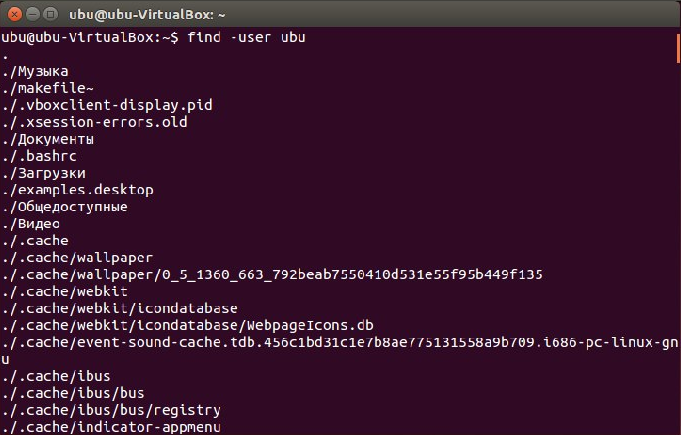 ubu@ubu-VirtualBox: ~
ubu@ubu-VirtualBox:~$ find -user ubu
.
./Музыка
./makefile~
./.vboxclient-display.pid
./.xsession-errors.old
./Документы
./.bashrc
./Загрузки
./examples.desktop
./Общедоступные
./Видео
./.cache
./.cache/wallpaper
./.cache/wallpaper/0_5_1360_663_792beab7550410d531e55f95b449f135
./.cache/webkit
./.cache/webkit/icondatabase
./.cache/webkit/icondatabase/WebpageIcons.db
./.cache/event-sound-cache.tdb.456c1bd31c1e7b8ae775131558a9b709.i686-pc-linux-gn
u
./.cache/ibus
./.cache/ibus/bus
./.cache/ibus/bus/registry
./.cache/indicator-appmenu